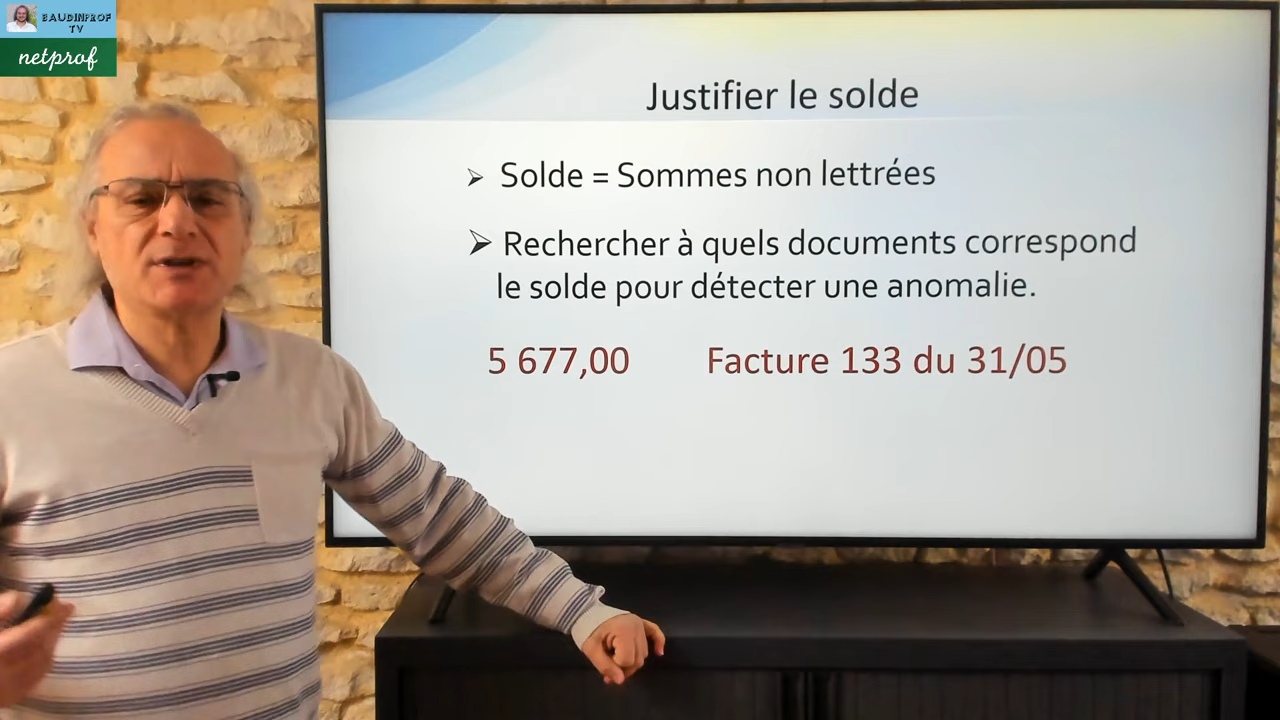 BAUDINPROF
TV
netprof
Justifier le solde
➢ Solde = Sommes non lettrées
➢ Rechercher à quels documents correspond
le solde pour détecter une anomalie.
5 677,00 Facture 133 du 31/05